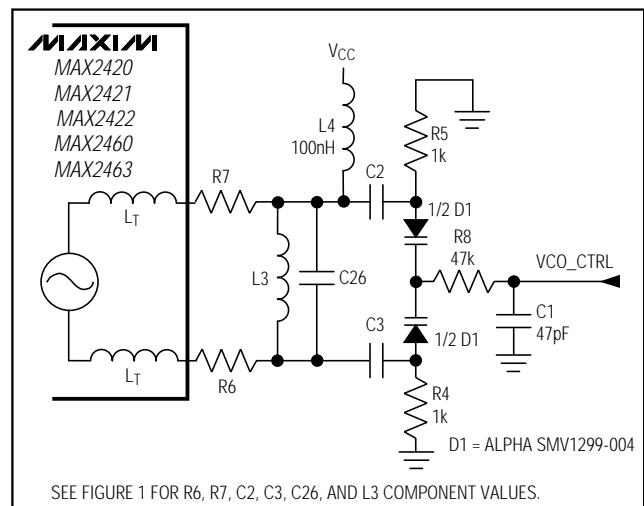 MAXIM
MAX2420
MAX2421
MAX2422
MAX2460
MAX2463
VCC
L4
100nH
R5
1k
R7
C2
1/2 D1
LT
R8
47k
VCO_CTRL
L3
C26
C1
47pF
C3
1/2 D1
LT
R6
R4
1k
D1 = ALPHA SMV1299-004
SEE FIGURE 1 FOR R6, R7, C2, C3, C26, AND L3 COMPONENT VALUES.